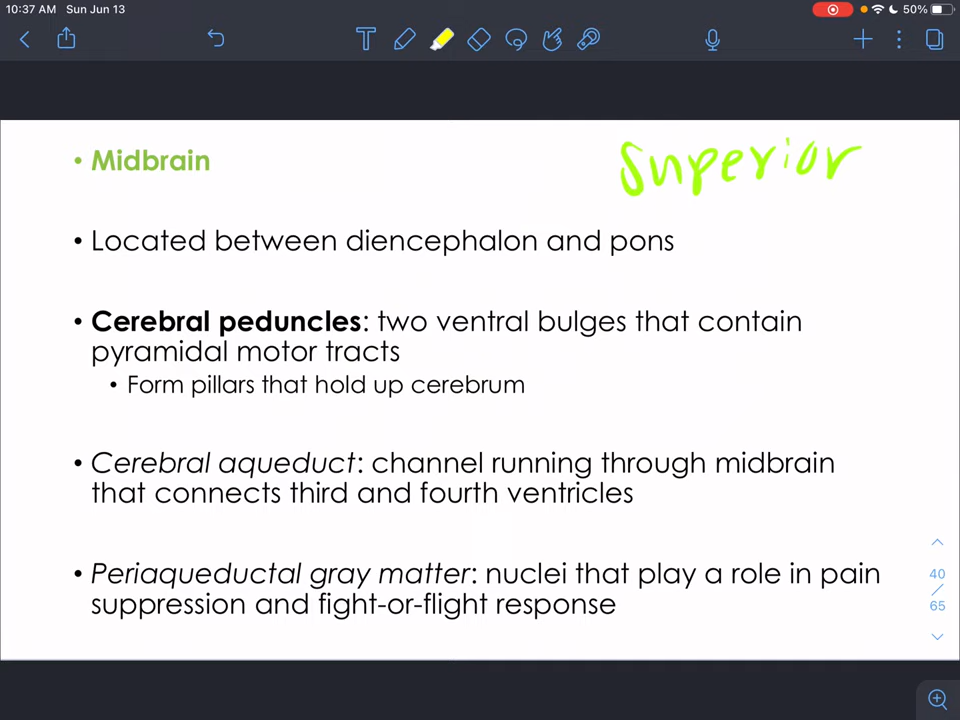 10:37 AM Sun Jun 13 50%
• Midbrain superior
• Located between diencephalon and pons
• Cerebral peduncles: two ventral bulges that contain
pyramidal motor tracts
• Form pillars that hold up cerebrum
• Cerebral aqueduct: channel running through midbrain
that connects third and fourth ventricles
• Periaqueductal gray matter: nuclei that play a role in pain
suppression and fight-or-flight response
40
/
65